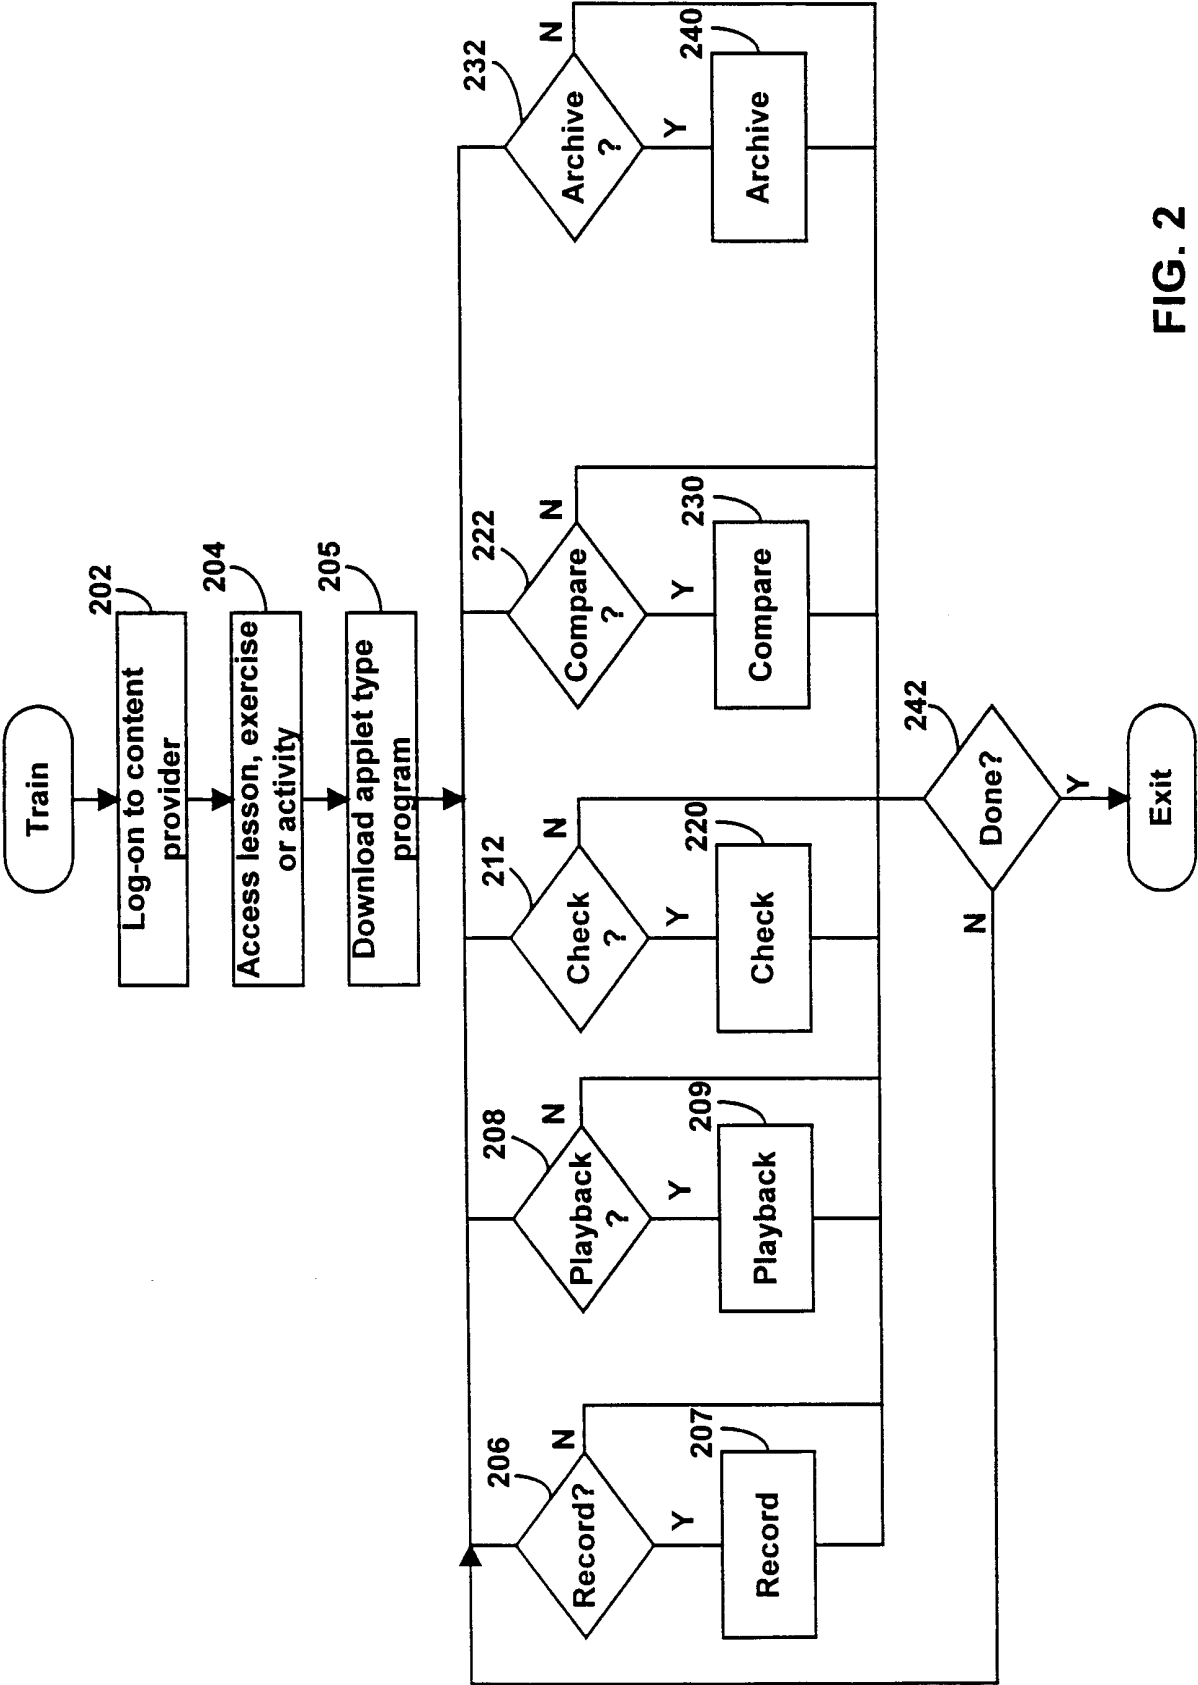 Train
202
Log-on to content
provider
204
Access lesson, exercise
or activity
205
Download applet type
program
206
Record?
N
Y
207
Record
208
Playback
?
N
Y
209
Playback
212
Check
?
N
Y
220
Check
222
Compare
?
N
Y
230
Compare
232
Archive
?
N
Y
240
Archive
242
Done?
N
Y
Exit
FIG. 2